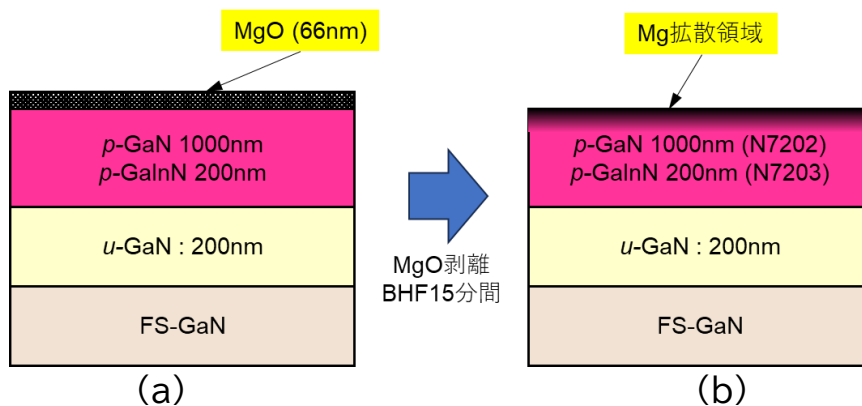 MgO (66nm)
p-GaN 1000nm
p-GaInN 200nm
u-GaN : 200nm
FS-GaN
(a)
MgO剥離
BHF15分間
Mg拡散領域
p-GaN 1000nm (N7202)
p-GaInN 200nm (N7203)
u-GaN : 200nm
FS-GaN
(b)